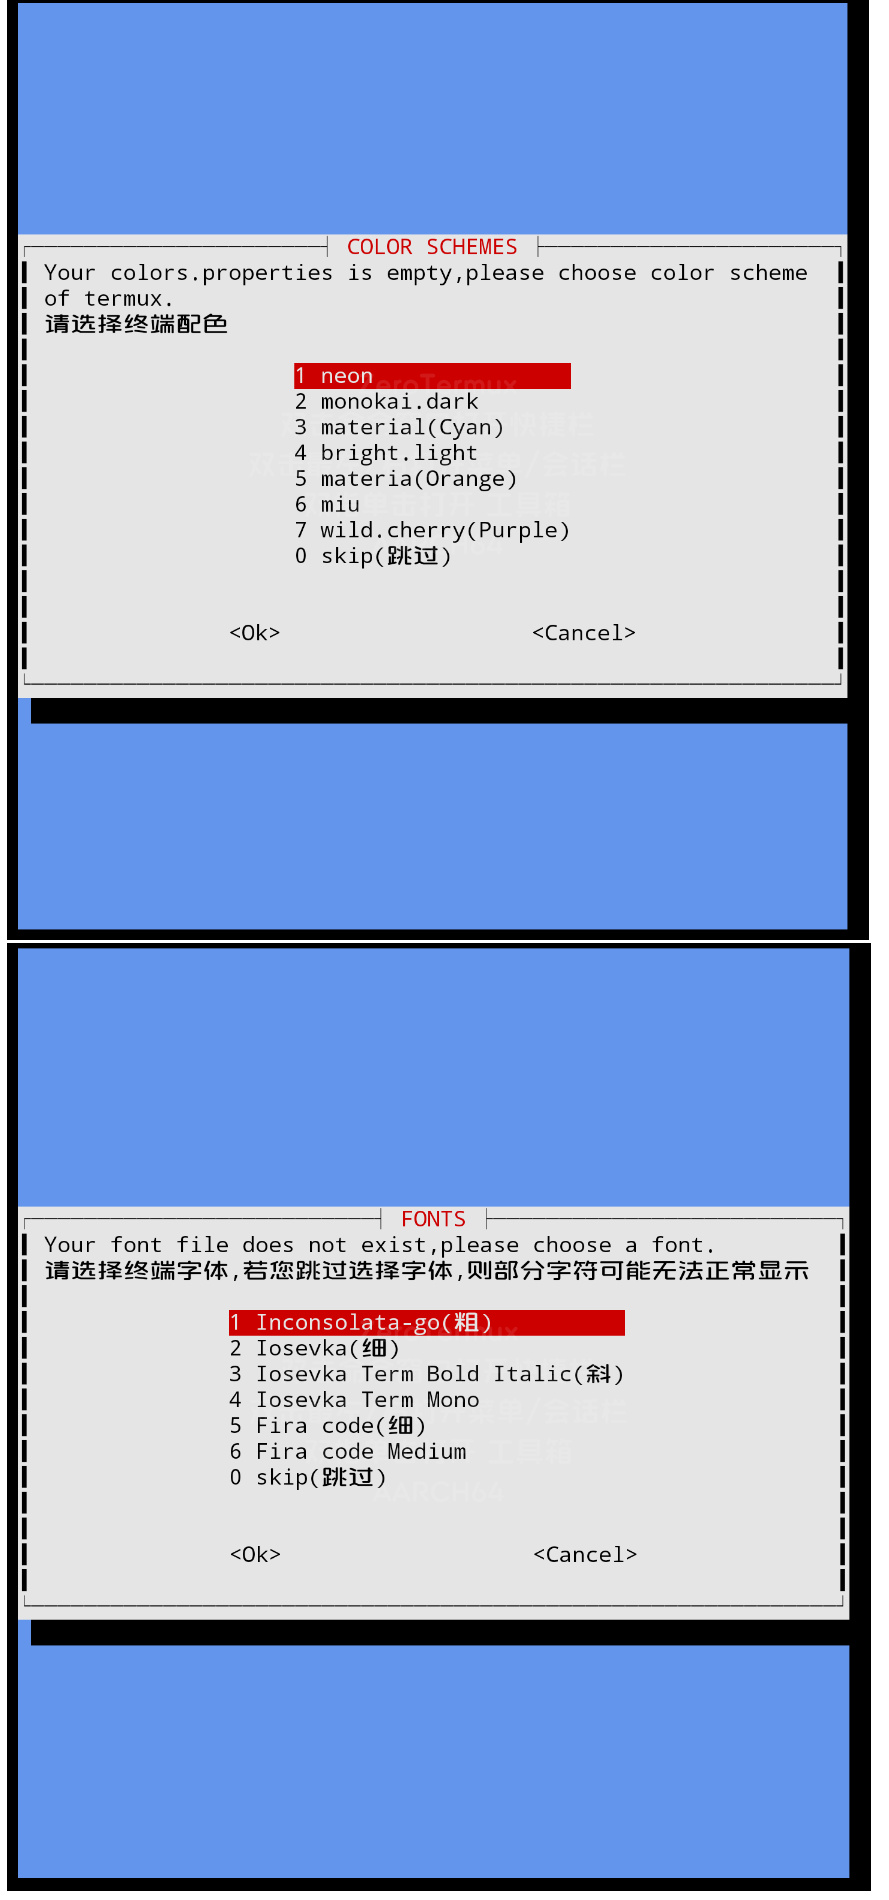 COLOR SCHEMES
Your colors.properties is empty,please choose color scheme
of termux.
请选择终端配色
1 neon
2 monokai.dark
3 material(Cyan)
4 bright.light
5 materia(Orange)
6 miu
7 wild.cherry(Purple)
0 skip(跳过)
<Ok> <Cancel>
FONTS
Your font file does not exist,please choose a font.
请选择终端字体,若您跳过选择字体,则部分字符可能无法正常显示
1 Inconsolata-go(粗)
2 Iosevka(细)
3 Iosevka Term Bold Italic(斜)
4 Iosevka Term Mono
5 Fira code(细)
6 Fira code Medium
0 skip(跳过)
AARCH64
<Ok> <Cancel>